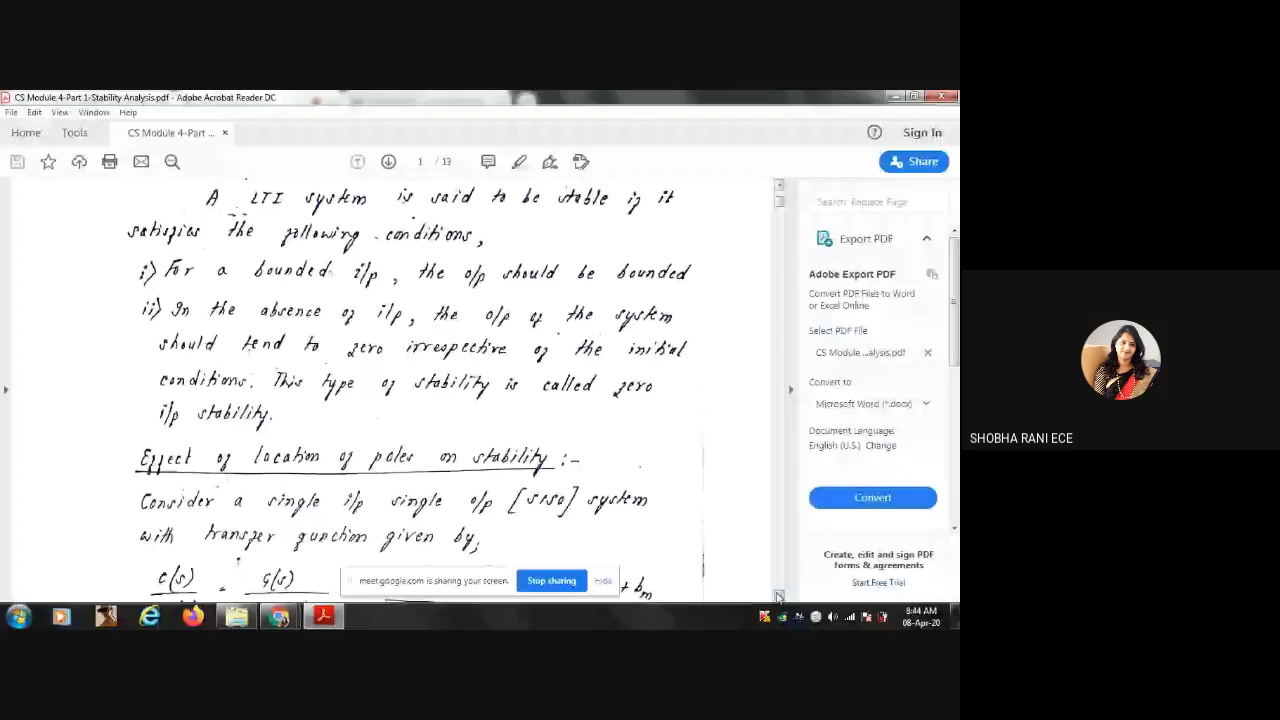 CS Module 4-Part 1-Stability Analysis.pdf - Adobe Acrobat Reader DC
File Edit View Window Help
Home Tools CS Module 4-Part ... × Sign In
1 / 13 Share
A LTI system is said to be stable if it
satisfies the following conditions,
i) For a bounded i/p, the o/p should be bounded
ii) In the absence of i/p, the o/p of the system
should tend to zero irrespective of the initial
conditions. This type of stability is called zero
i/p stability.
Effect of location of poles on stability :-
Consider a single i/p single o/p [SISO] system
with transfer function given by,
C(s) = G(s) + bm
Search 'Replace Page'
Export PDF
Adobe Export PDF
Convert PDF Files to Word
or Excel Online
Select PDF File
CS Module ...alysis.pdf ×
Convert to
Microsoft Word (*.docx)
Document Language:
English (U.S.) Change
Convert
Create, edit and sign PDF
forms & agreements
Start Free Trial
meet.google.com is sharing your screen. Stop sharing Hide
8:44 AM
08-Apr-20
SHOBHA RANI ECE